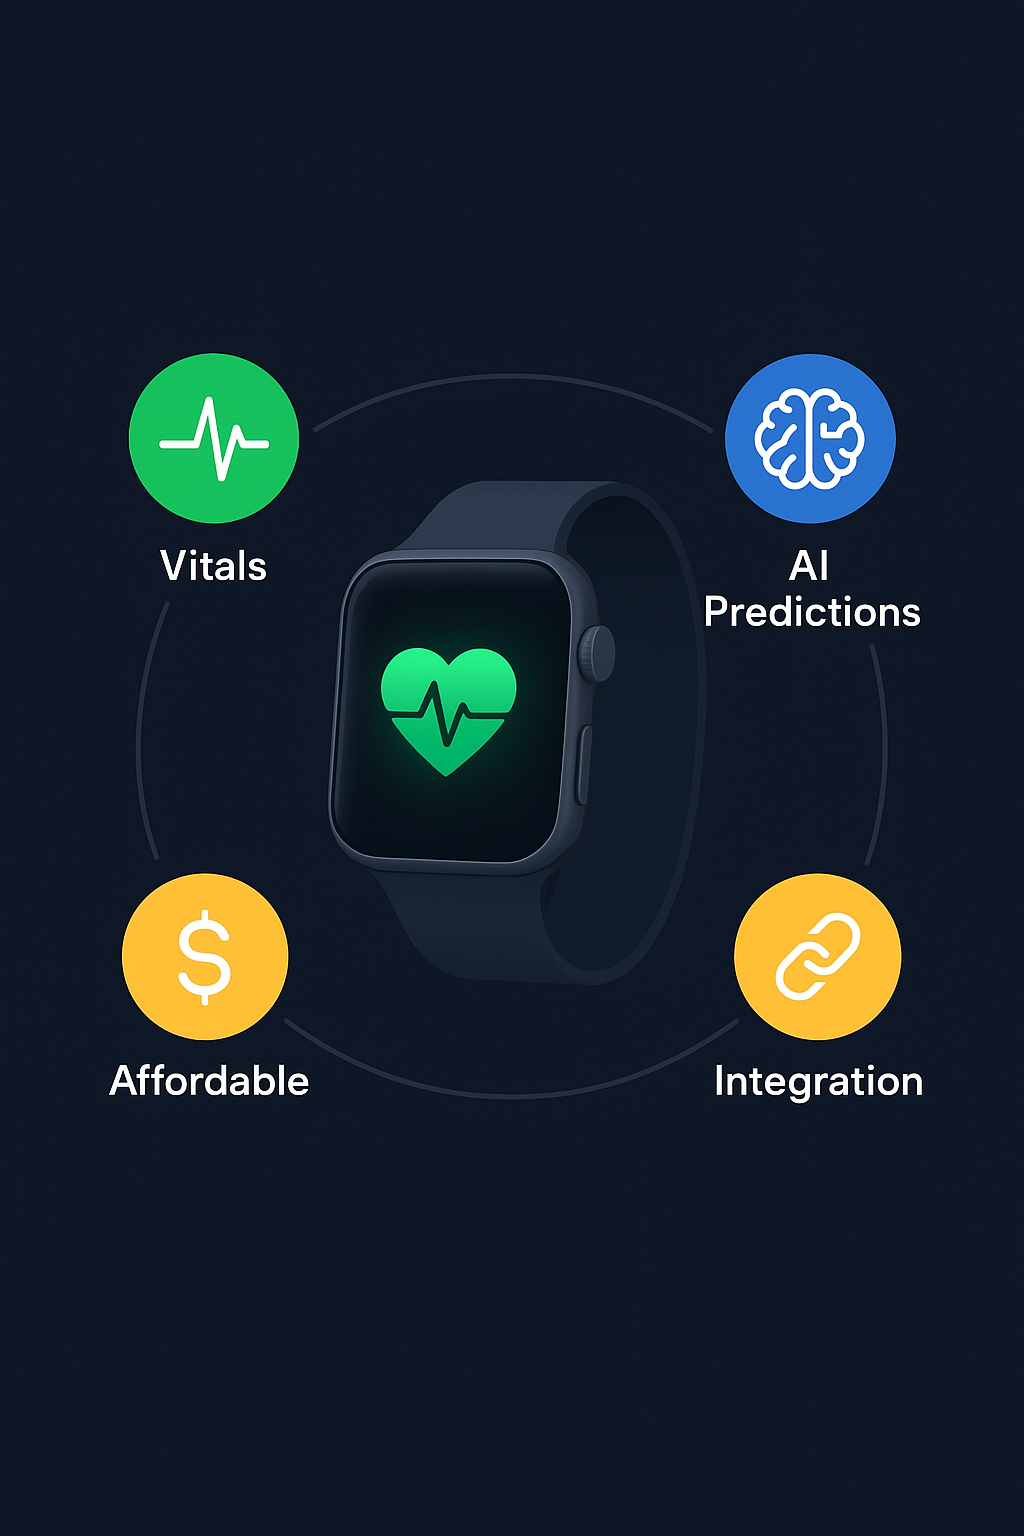 Vitals
AI
Predictions
Affordable
Integration